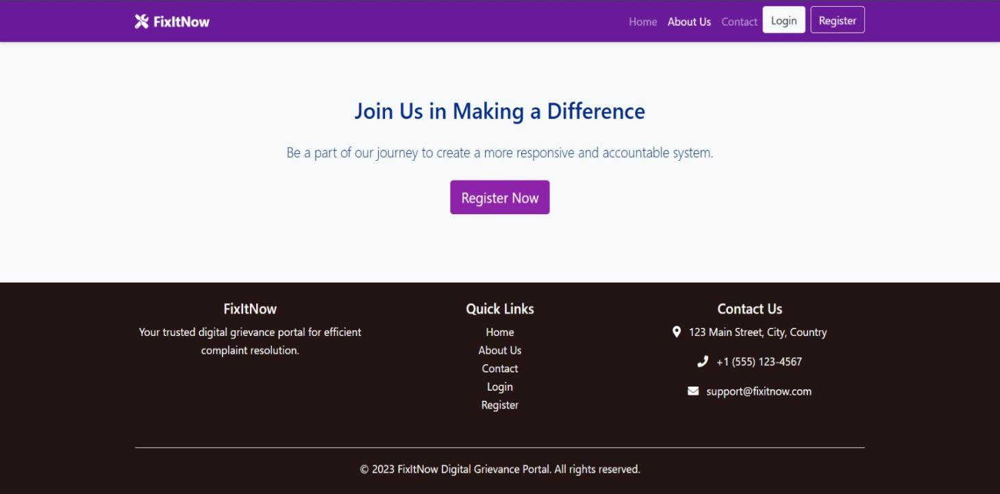 FixItNow
Home About Us Contact Login Register
Join Us in Making a Difference
Be a part of our journey to create a more responsive and accountable system.
Register Now
FixItNow
Your trusted digital grievance portal for efficient
complaint resolution.
Quick Links
Home
About Us
Contact
Login
Register
Contact Us
123 Main Street, City, Country
+1 (555) 123-4567
support@fixitnow.com
© 2023 FixItNow Digital Grievance Portal. All rights reserved.